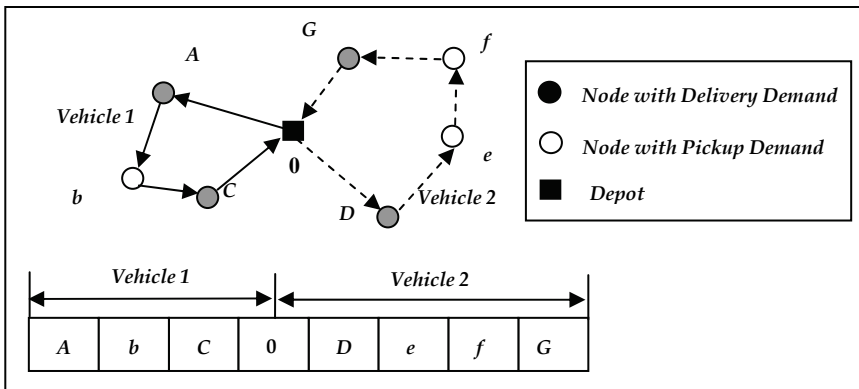 G
f
A
Vehicle 1
Node with Delivery Demand
Node with Pickup Demand
0
e
b
C
D
Vehicle 2
Depot
Vehicle 1
Vehicle 2
A b C 0 D e f G